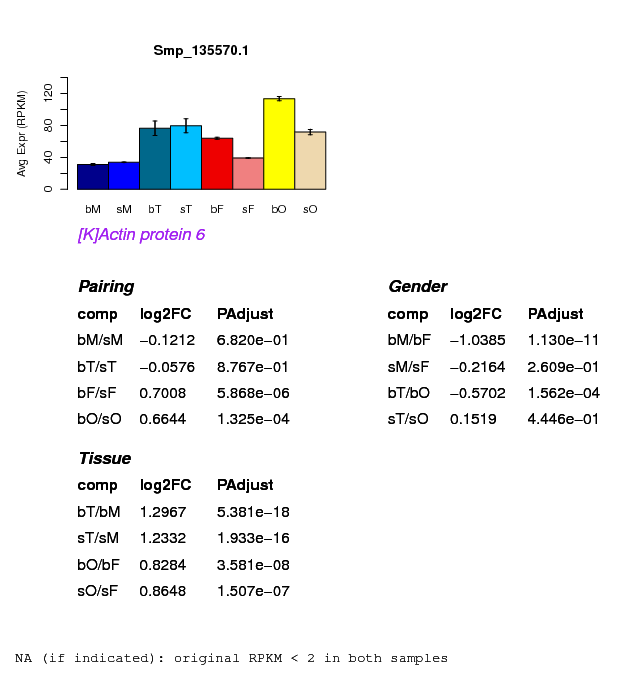 Smp_135570.1
Avg Expr (RPKM)
0 40 80 120
bM sM bT sT bF sF bO sO
[K]Actin protein 6
Pairing
comp log2FC PAdjust
bM/sM −0.1212 6.820e−01
bT/sT −0.0576 8.767e−01
bF/sF 0.7008 5.868e−06
bO/sO 0.6644 1.325e−04
Gender
comp log2FC PAdjust
bM/bF −1.0385 1.130e−11
sM/sF −0.2164 2.609e−01
bT/bO −0.5702 1.562e−04
sT/sO 0.1519 4.446e−01
Tissue
comp log2FC PAdjust
bT/bM 1.2967 5.381e−18
sT/sM 1.2332 1.933e−16
bO/bF 0.8284 3.581e−08
sO/sF 0.8648 1.507e−07
NA (if indicated): original RPKM < 2 in both samples